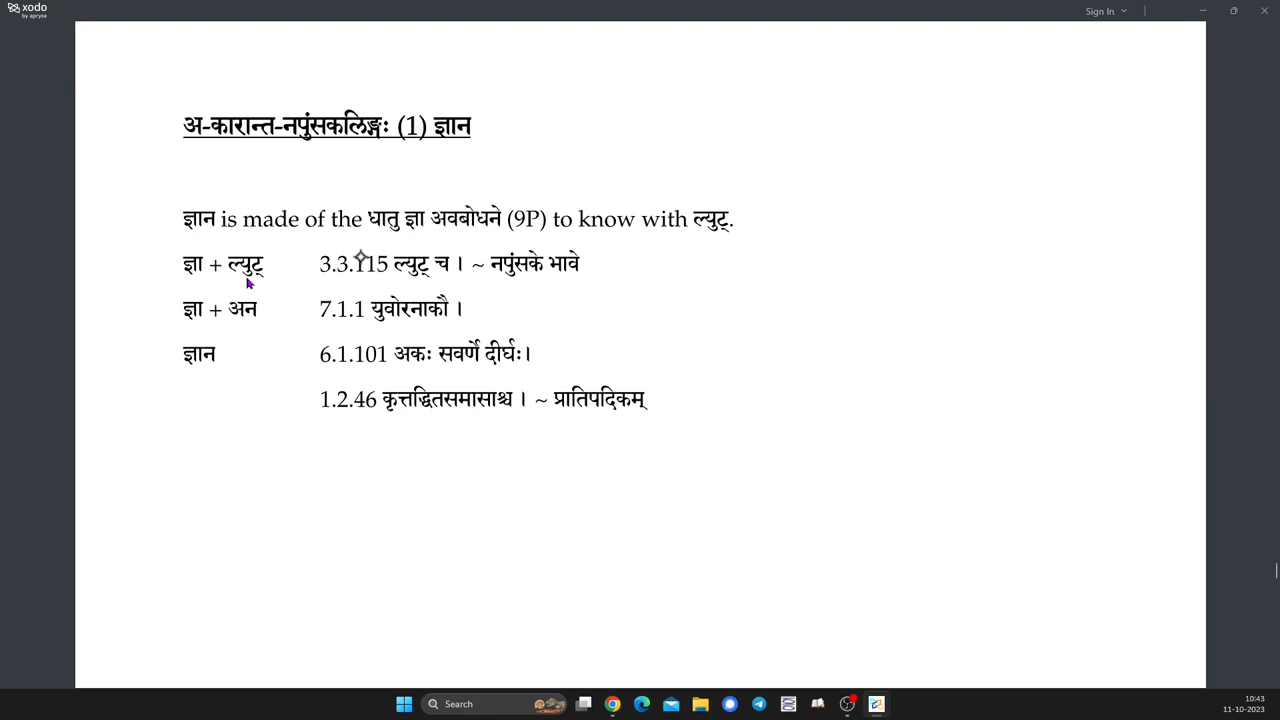 xodo
by apryse
Sign In
अ-कारान्त-नपुंसकलिङ्गः (1) ज्ञान
ज्ञान is made of the धातु ज्ञा अवबोधने (9P) to know with ल्युट्.
ज्ञा + ल्युट् 3.3.115 ल्युट् च । ~ नपुंसके भावे
ज्ञा + अन 7.1.1 युवोरनाकौ ।
ज्ञान 6.1.101 अकः सवर्णे दीर्घः।
1.2.46 कृत्तद्धितसमासाश्च । ~ प्रातिपदिकम्
Search
10:43
11-10-2023